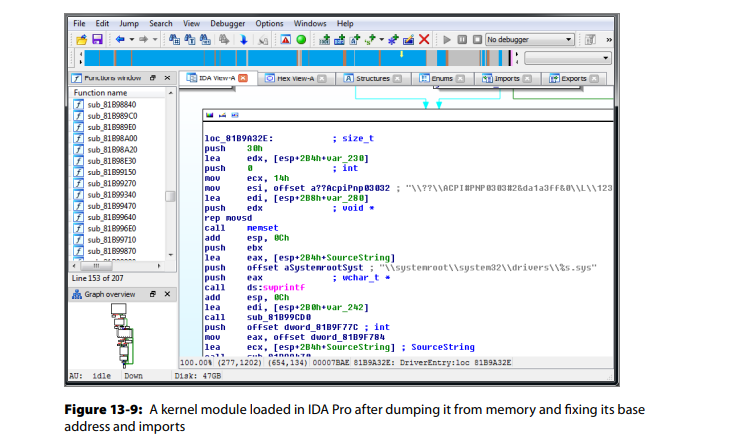 File Edit Jump Search View Debugger Options Windows Help
No debugger
Functions window
IDA View-A Hex View-A Structures Enums Imports Exports
Function name
sub_81B98840
sub_81B989C0
sub_81B989E0
sub_81B98A00
sub_81B98A20
sub_81B98E30
sub_81B99150
sub_81B99270
sub_81B99340
sub_81B99470
sub_81B99640
sub_81B996E0
sub_81B99710
sub_81B99870
Line 153 of 207
Graph overview
loc_81B9A32E: ; size_t
push 30h
lea edx, [esp+2B4h+var_230]
push 0 ; int
mov ecx, 14h
mov esi, offset a??AcpiPnp03032 ; "\\??\\ACPI#PNP0303#2&da1a3ff&0\\L\\123
lea edi, [esp+2B8h+var_280]
push edx ; void *
rep movsd
call memset
add esp, 0Ch
push ebx
lea eax, [esp+2B4h+SourceString]
push offset aSystemrootSyst ; "\\systemroot\\system32\\drivers\\%s.sys"
push eax ; wchar_t *
call ds:swprintf
add esp, 0Ch
lea edi, [esp+2B0h+var_242]
call sub_81B99CD0
push offset dword_81B9F77C ; int
mov eax, offset dword_81B9F784
lea ecx, [esp+2B4h+SourceString] ; SourceString
100.00% (277,1202) (654,134) 00007BAE 81B9A32E: DriverEntry:loc 81B9A32E
AU: idle Down Disk: 47GB
Figure 13-9: A kernel module loaded in IDA Pro after dumping it from memory and fixing its base
address and imports